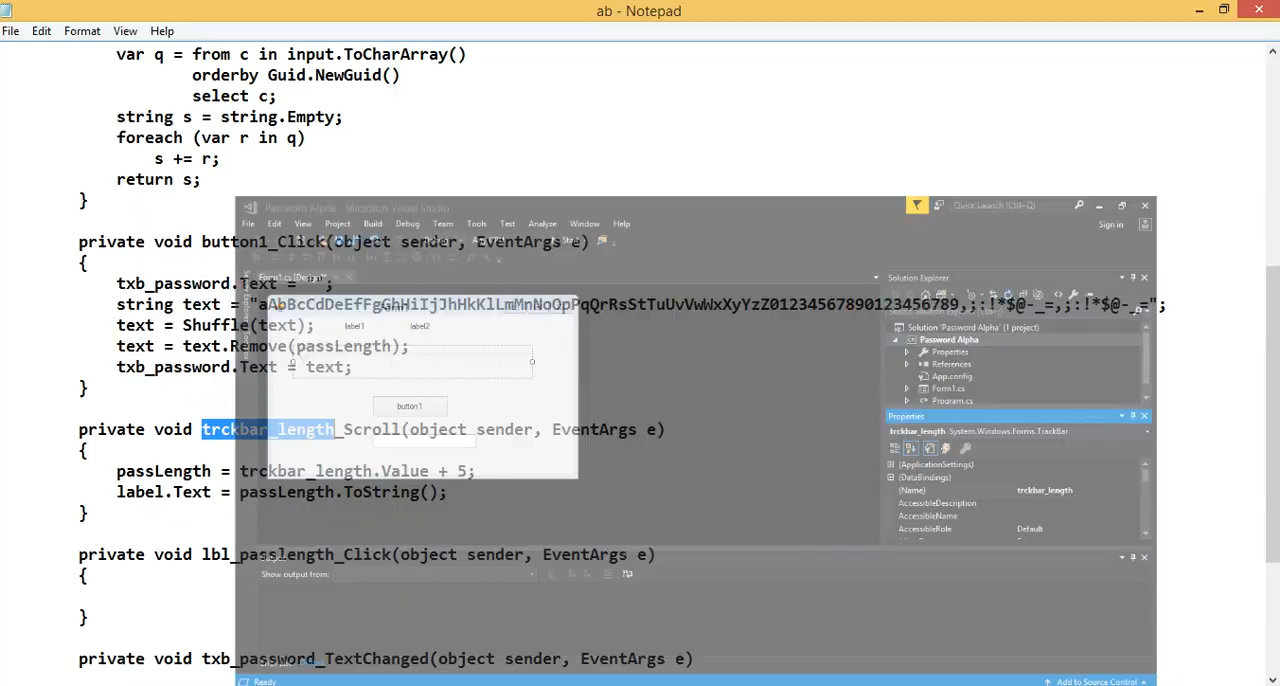 ab - Notepad
File Edit Format View Help
var q = from c in input.ToCharArray()
orderby Guid.NewGuid()
select c;
string s = string.Empty;
foreach (var r in q)
s += r;
return s;
}
Password Alpha - Microsoft Visual Studio
Quick Launch (Ctrl+Q)
File Edit View Project Build Debug Team Tools Test Analyze Window Help
Sign in
private void button1_Click(object sender, EventArgs e)
{
Form1.cs [Design]*
Solution Explorer
txb_password.Text = "";
string text = "aAbBcCdDeEfFgGhHiIjJhHkKlLmMnNoOpPqQrRsStTuUvVwWxXyYzZ01234567890123456789,;:!*$@-_=,;:!*$@-_=";
text = Shuffle(text);
label1 label2
Solution 'Password Alpha' (1 project)
Password Alpha
text = text.Remove(passLength);
Properties
References
txb_password.Text = text;
App.config
}
Form1.cs
Program.cs
button1
Properties
private void trckbar_length_Scroll(object sender, EventArgs e)
trckbar_length System.Windows.Forms.TrackBar
{
(ApplicationSettings)
passLength = trckbar_length.Value + 5;
(DataBindings)
label.Text = passLength.ToString();
(Name) trckbar_length
AccessibleDescription
}
AccessibleName
AccessibleRole Default
private void lbl_passlength_Click(object sender, EventArgs e)
{
Show output from:
}
private void txb_password_TextChanged(object sender, EventArgs e)
Ready
Add to Source Control